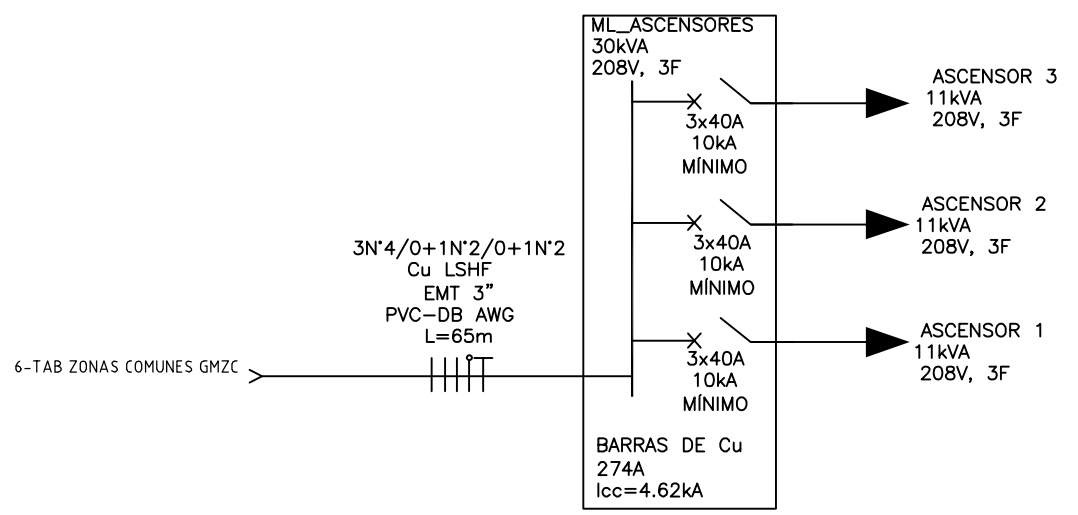 ML_ASCENSORES
30kVA
208V, 3F
3x40A
10kA
MÍNIMO
ASCENSOR 3
11kVA
208V, 3F
3x40A
10kA
MÍNIMO
ASCENSOR 2
11kVA
208V, 3F
3N°4/0+1N°2/0+1N°2
Cu LSHF
EMT 3"
PVC-DB AWG
L=65m
6-TAB ZONAS COMUNES GMZC
3x40A
10kA
MÍNIMO
ASCENSOR 1
11kVA
208V, 3F
BARRAS DE Cu
274A
Icc=4.62kA